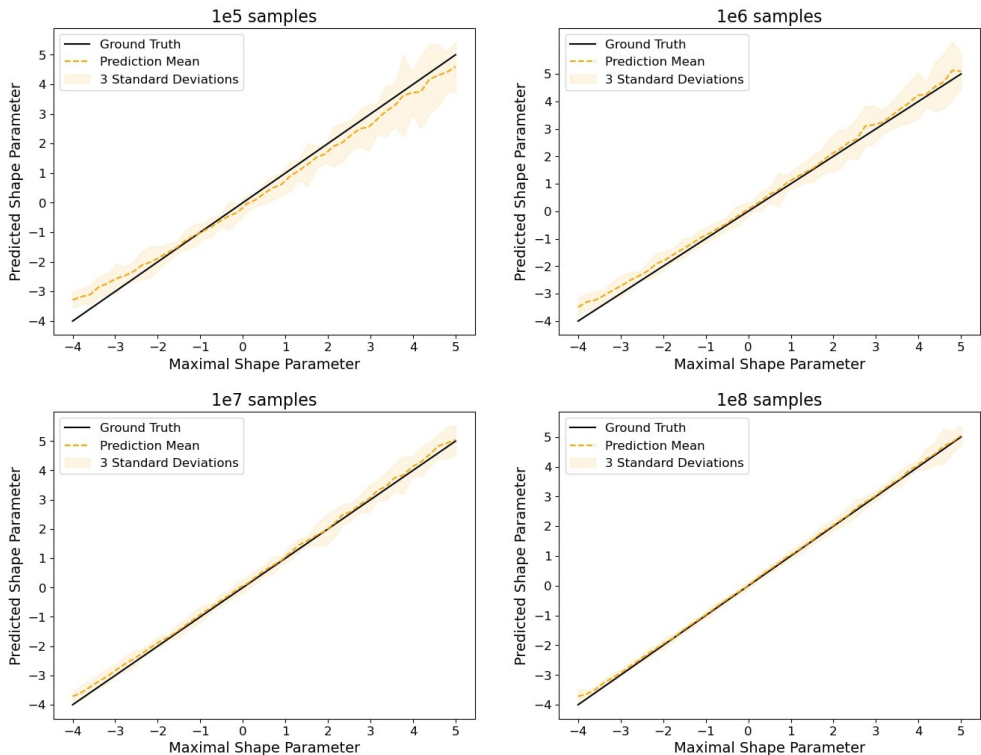 1e5 samples
Ground Truth
Prediction Mean
3 Standard Deviations
5
4
3
2
1
0
−1
−2
−3
−4
Predicted Shape Parameter
−4 −3 −2 −1 0 1 2 3 4 5
Maximal Shape Parameter
1e6 samples
Ground Truth
Prediction Mean
3 Standard Deviations
5
4
3
2
1
0
−1
−2
−3
−4
Predicted Shape Parameter
−4 −3 −2 −1 0 1 2 3 4 5
Maximal Shape Parameter
1e7 samples
Ground Truth
Prediction Mean
3 Standard Deviations
5
4
3
2
1
0
−1
−2
−3
−4
Predicted Shape Parameter
−4 −3 −2 −1 0 1 2 3 4 5
Maximal Shape Parameter
1e8 samples
Ground Truth
Prediction Mean
3 Standard Deviations
5
4
3
2
1
0
−1
−2
−3
−4
Predicted Shape Parameter
−4 −3 −2 −1 0 1 2 3 4 5
Maximal Shape Parameter